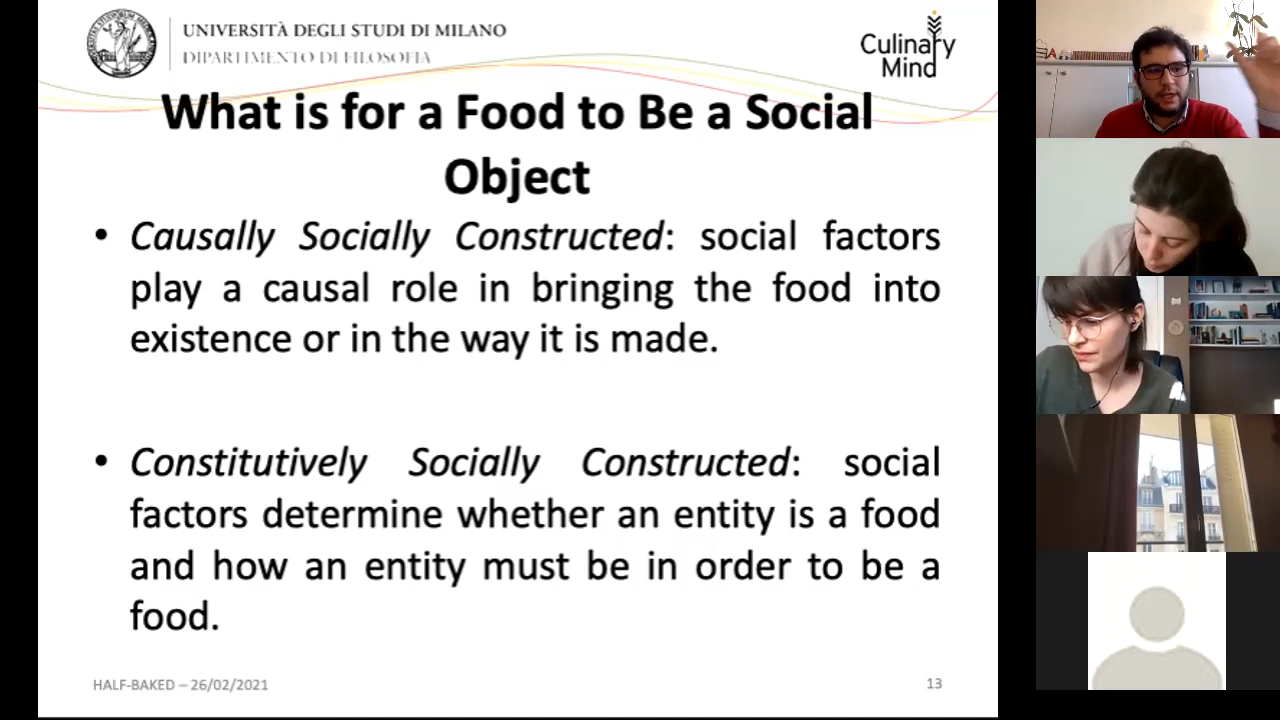 UNIVERSITÀ DEGLI STUDI DI MILANO
DIPARTIMENTO DI FILOSOFIA
Culinary
Mind
What is for a Food to Be a Social
Object
• Causally Socially Constructed: social factors
play a causal role in bringing the food into
existence or in the way it is made.
• Constitutively Socially Constructed: social
factors determine whether an entity is a food
and how an entity must be in order to be a
food.
HALF-BAKED – 26/02/2021
13